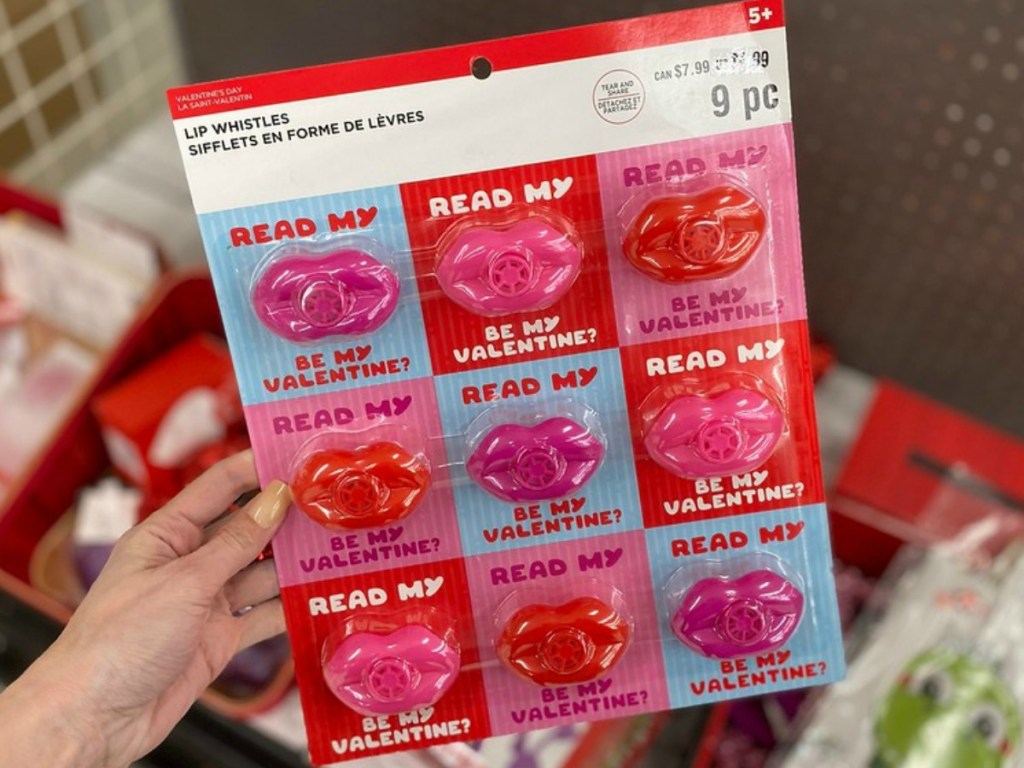 5+
VALENTINE'S DAY
LA SAINT-VALENTIN
LIP WHISTLES
SIFFLETS EN FORME DE LÈVRES
TEAR AND
SHARE
DÉTACHEZ ET
PARTAGEZ
CAN $7.99
9 pc
READ MY
BE MY
VALENTINE?
READ MY
BE MY
VALENTINE?
READ MY
BE MY
VALENTINE?
READ MY
BE MY
VALENTINE?
READ MY
BE MY
VALENTINE?
READ MY
BE MY
VALENTINE?
READ MY
BE MY
VALENTINE?
READ MY
BE MY
VALENTINE?
READ MY
BE MY
VALENTINE?